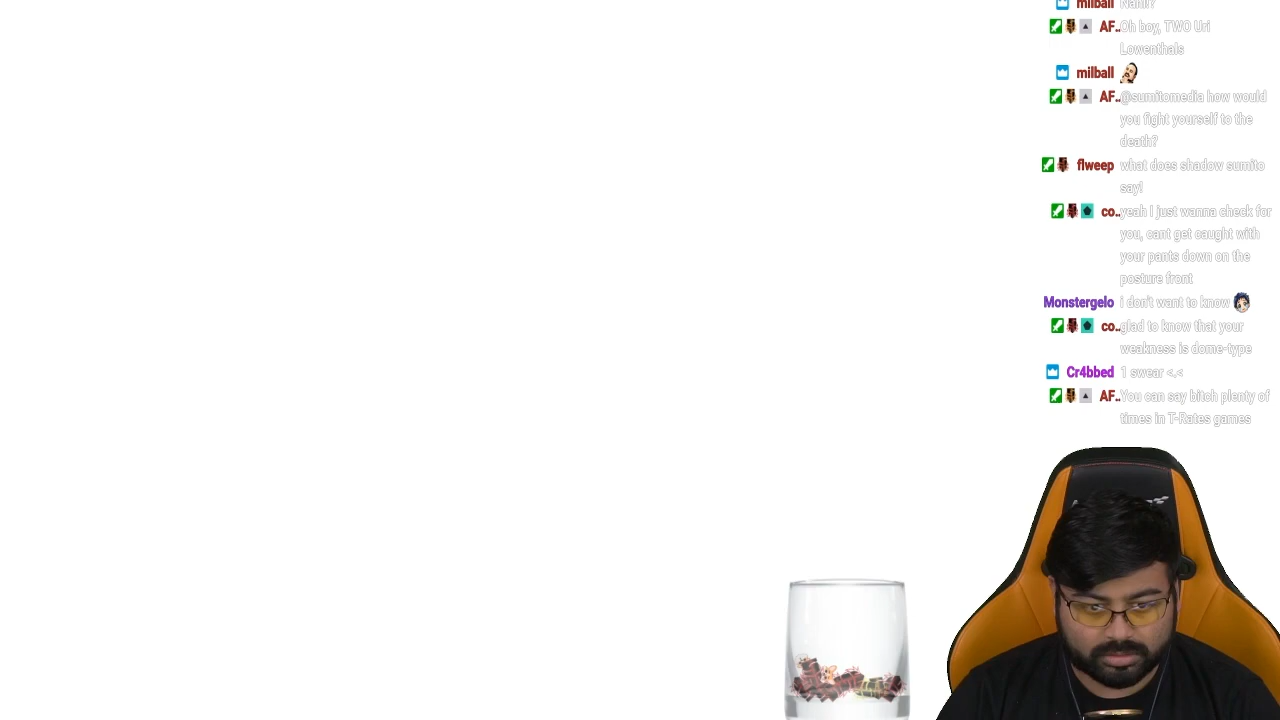 milball Nani?
AF..Oh boy, TWO Uri
Lowenthals
milball
AF..@sumitomedia how would
you fight yourself to the
death?
flweep what does shadow sumito
say!
co..yeah I just wanna check for
you, cant get caught with
your pants down on the
posture front
Monstergelo i don't want to know
co..glad to know that your
weakness is dome-type
Cr4bbed 1 swear <.<
AF..You can say bitch plenty of
times in T-Rates games